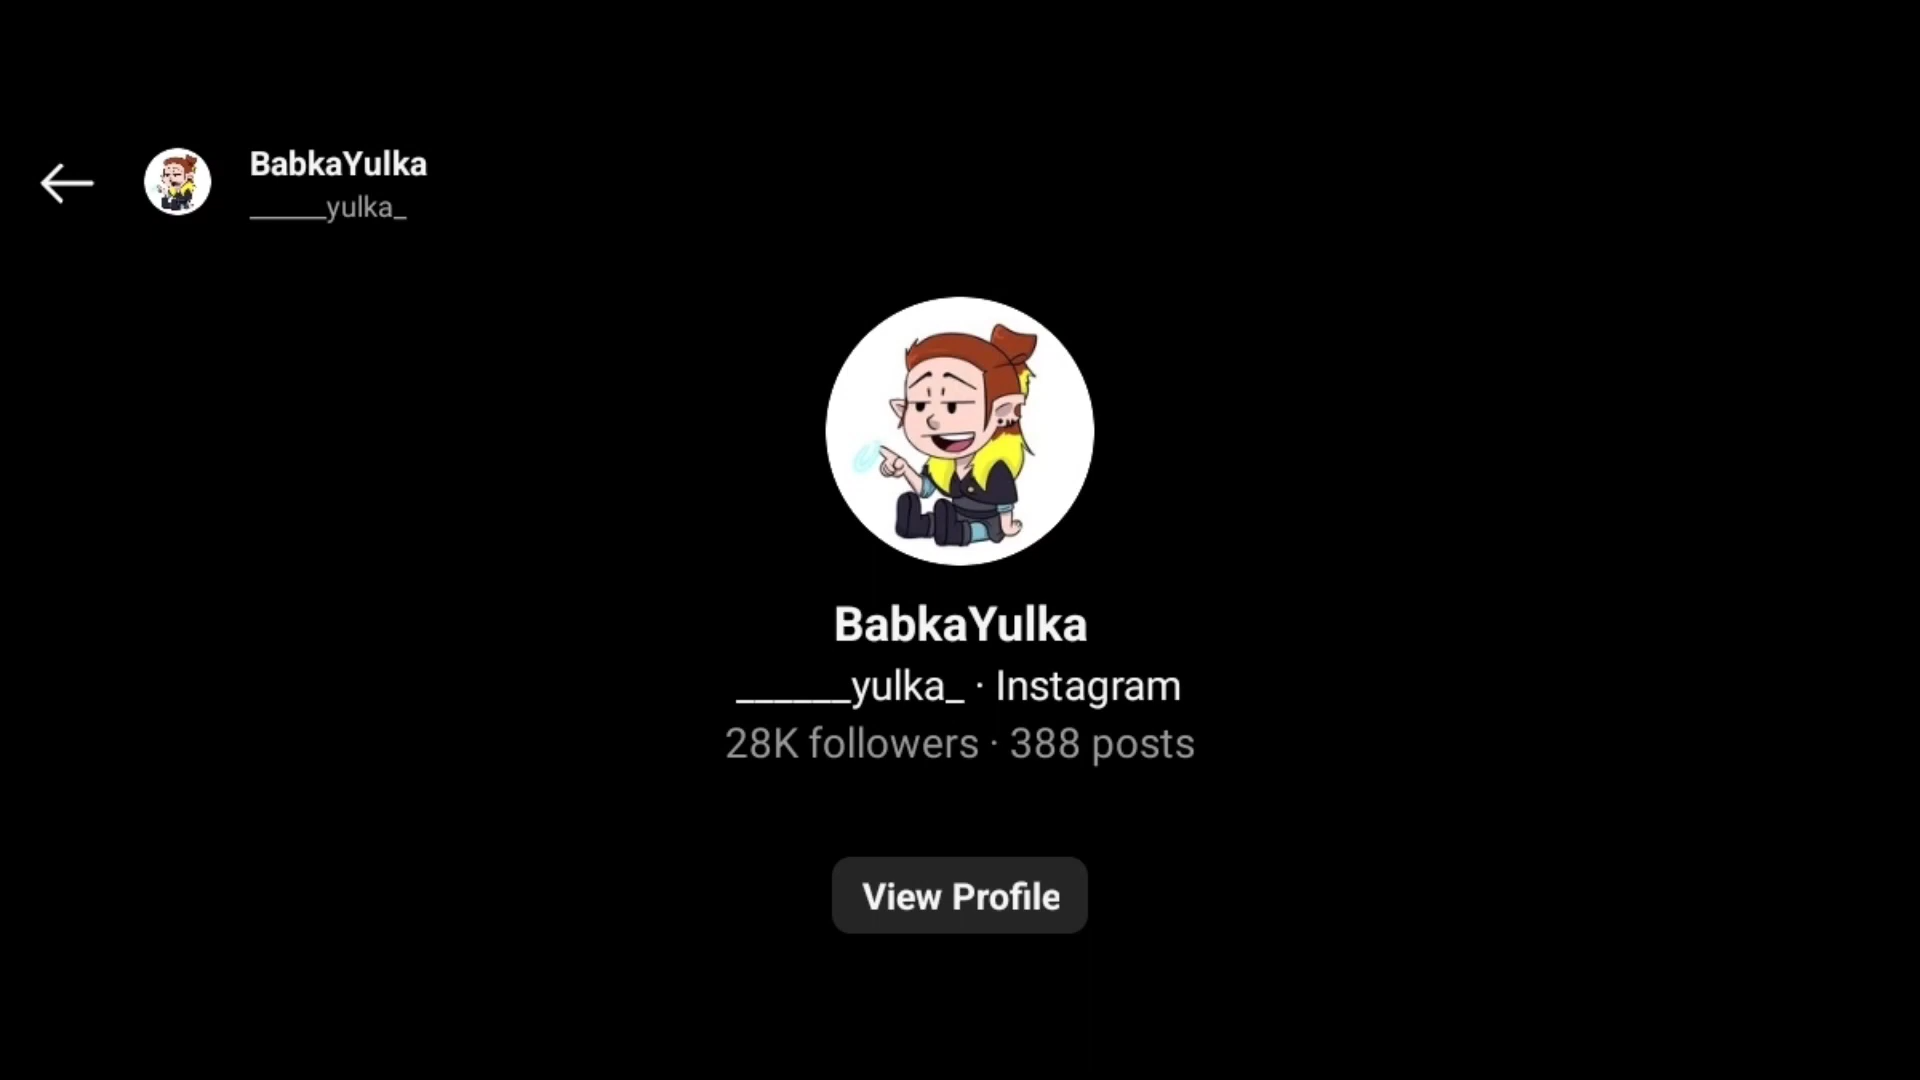 BabkaYulka
______yulka_
BabkaYulka
______yulka_ · Instagram
28K followers · 388 posts
View Profile